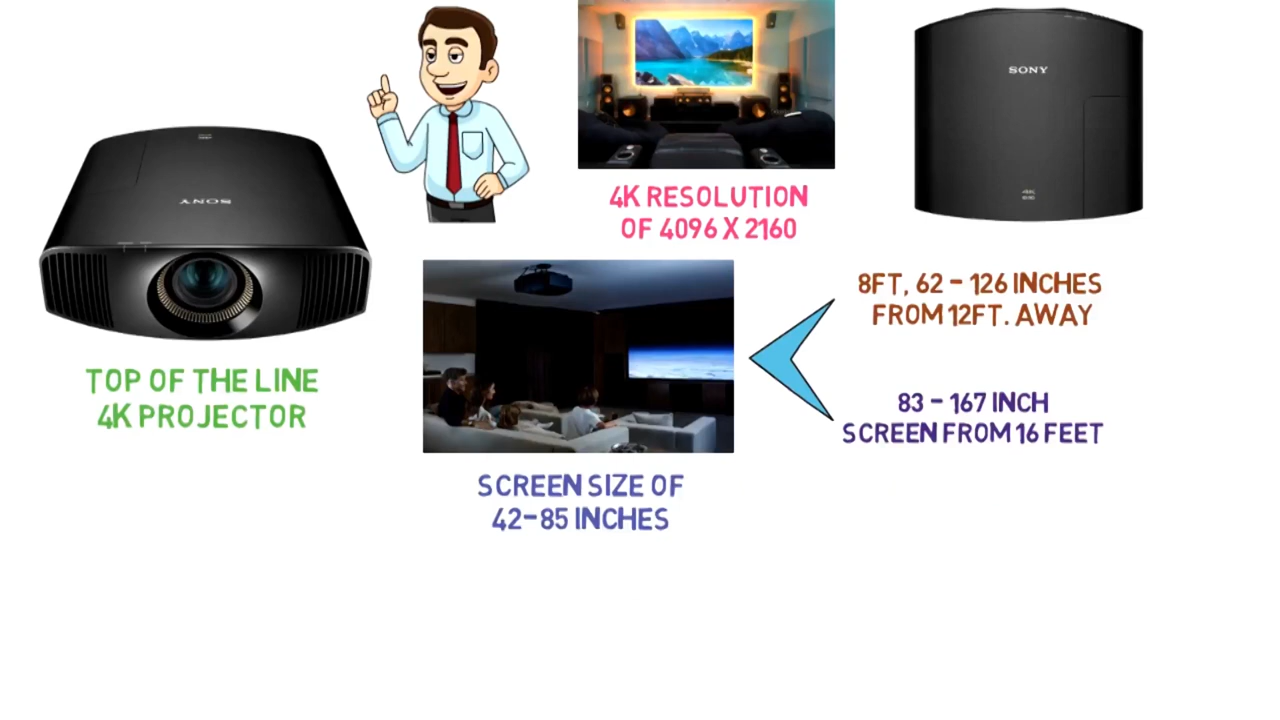 SONY
TOP OF THE LINE
4K PROJECTOR
4K RESOLUTION
OF 4096 X 2160
SONY
4K
SCREEN SIZE OF
42-85 INCHES
8FT, 62 - 126 INCHES
FROM 12FT. AWAY
83 - 167 INCH
SCREEN FROM 16 FEET